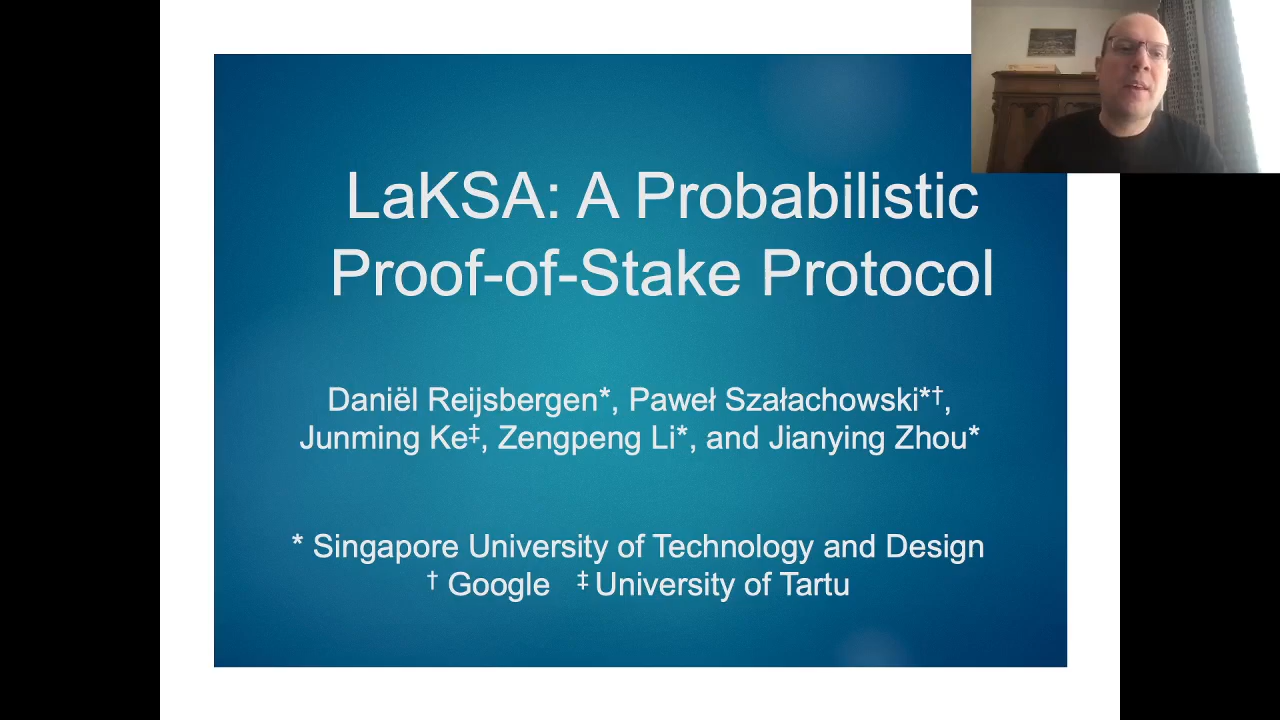 LaKSA: A Probabilistic
Proof-of-Stake Protocol
Daniël Reijsbergen*, Paweł Szałachowski*†,
Junming Ke‡, Zengpeng Li*, and Jianying Zhou*
* Singapore University of Technology and Design
† Google ‡ University of Tartu